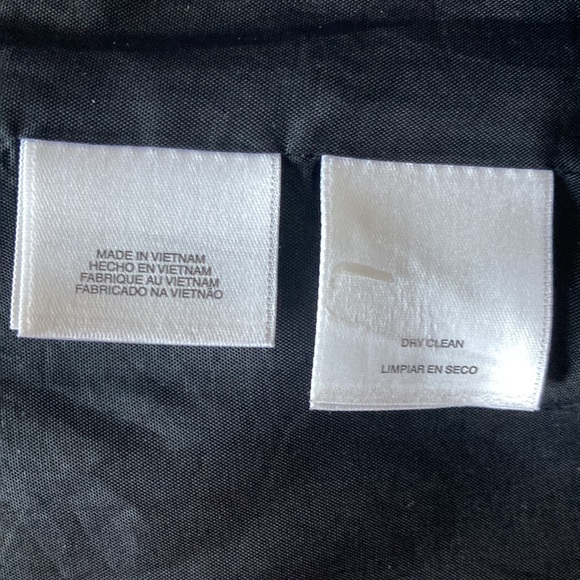 MADE IN VIETNAM
HECHO EN VIETNAM
FABRIQUE AU VIETNAM
FABRICADO NA VIETNÃO
DRY CLEAN
LIMPIAR EN SECO